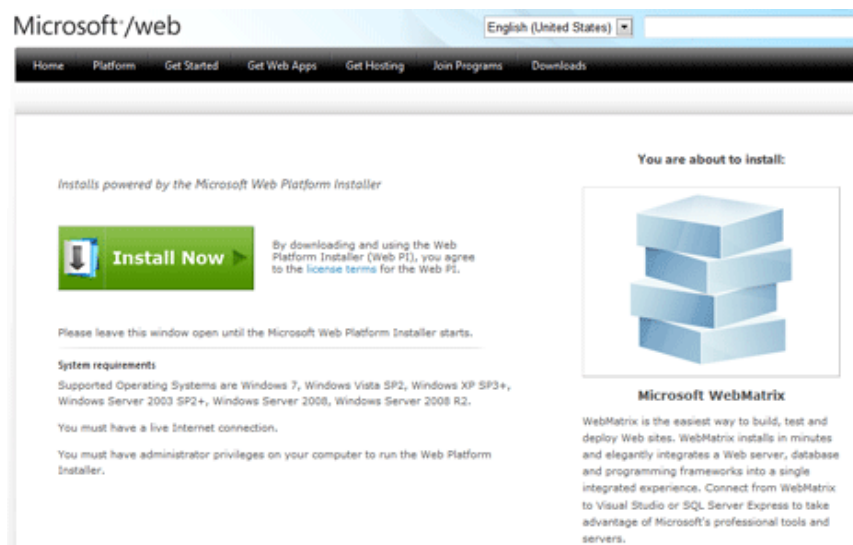 Microsoft /web
English (United States)
Home Platform Get Started Get Web Apps Get Hosting Join Programs Downloads
Installs powered by the Microsoft Web Platform Installer
Install Now
By downloading and using the Web
Platform Installer (Web PI), you agree
to the license terms for the Web PI.
Please leave this window open until the Microsoft Web Platform Installer starts.
System requirements
Supported Operating Systems are Windows 7, Windows Vista SP2, Windows XP SP3+,
Windows Server 2003 SP2+, Windows Server 2008, Windows Server 2008 R2.
You must have a live Internet connection.
You must have administrator privileges on your computer to run the Web Platform
Installer.
You are about to install:
Microsoft WebMatrix
WebMatrix is the easiest way to build, test and
deploy Web sites. WebMatrix installs in minutes
and elegantly integrates a Web server, database
and programming frameworks into a single
integrated experience. Connect from WebMatrix
to Visual Studio or SQL Server Express to take
advantage of Microsoft's professional tools and
servers.